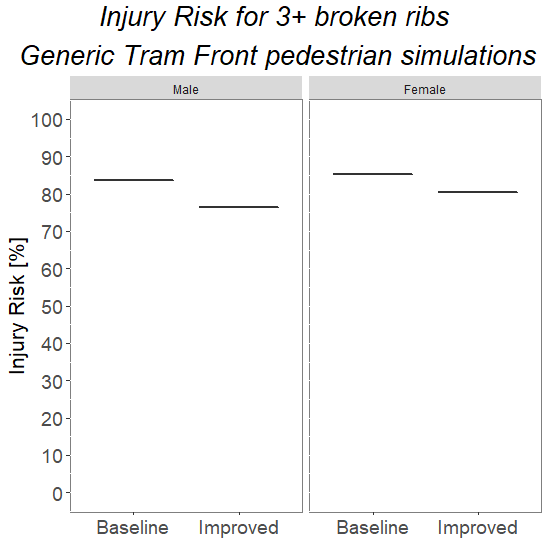 Injury Risk for 3+ broken ribs
Generic Tram Front pedestrian simulations
Male
Female
Injury Risk [%]
100
90
80
70
60
50
40
30
20
10
0
Baseline
Improved
Baseline
Improved